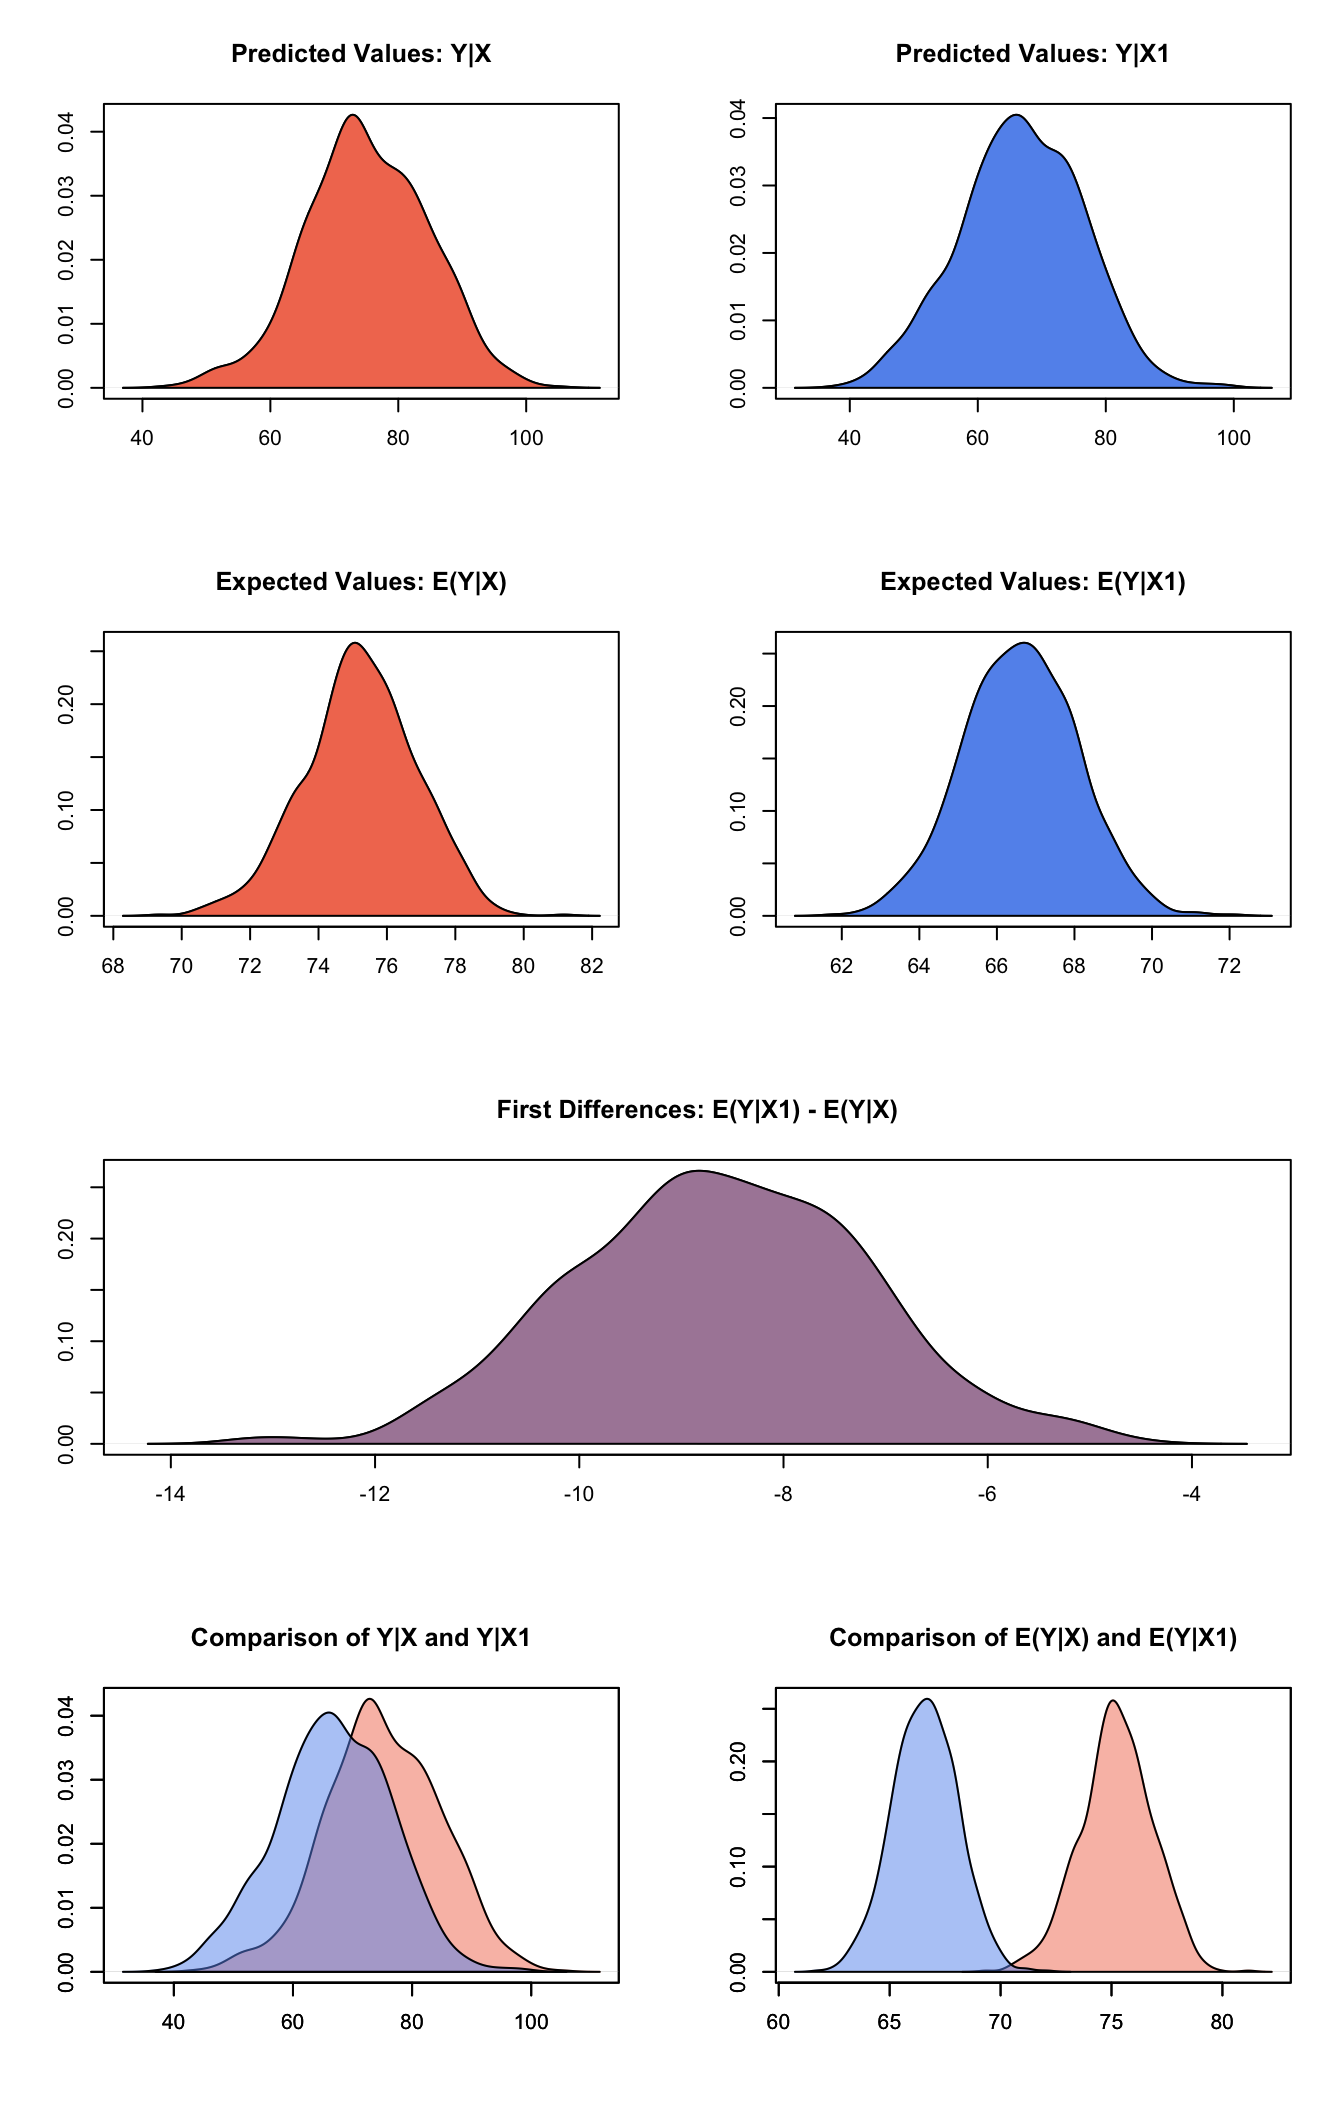 Predicted Values: Y|X
0.00 0.01 0.02 0.03 0.04
40 60 80 100
Predicted Values: Y|X1
0.00 0.01 0.02 0.03 0.04
40 60 80 100
Expected Values: E(Y|X)
0.00 0.10 0.20
68 70 72 74 76 78 80 82
Expected Values: E(Y|X1)
0.00 0.10 0.20
62 64 66 68 70 72
First Differences: E(Y|X1) - E(Y|X)
0.00 0.10 0.20
-14 -12 -10 -8 -6 -4
Comparison of Y|X and Y|X1
0.00 0.01 0.02 0.03 0.04
40 60 80 100
Comparison of E(Y|X) and E(Y|X1)
0.00 0.10 0.20
60 65 70 75 80